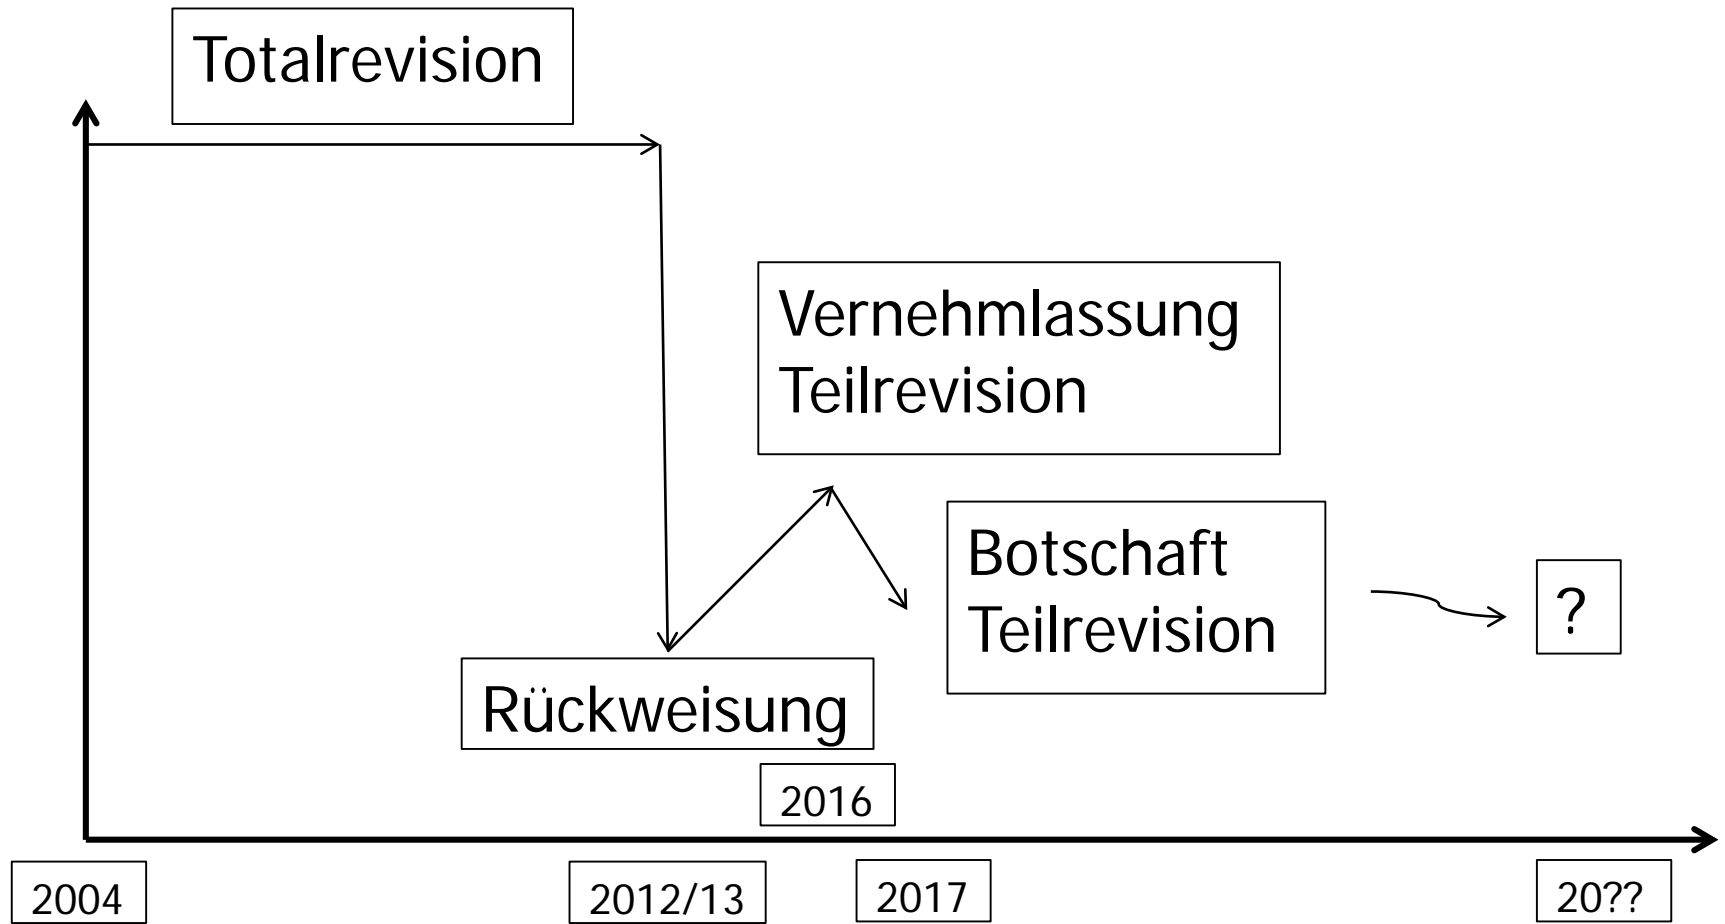 Totalrevision
Vernehmlassung
Teilrevision
Botschaft
Teilrevision
?
Rückweisung
2016
2004
2012/13
2017
20??